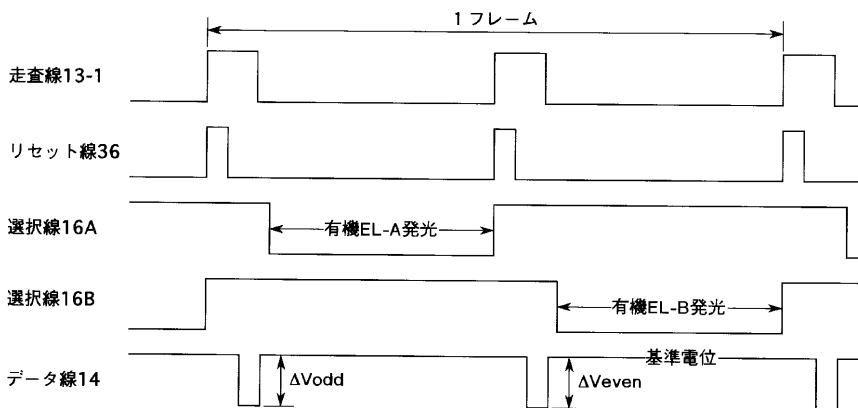 1フレーム
走査線13-1
リセット線36
選択線16A
有機EL-A発光
選択線16B
有機EL-B発光
基準電位
データ線14
ΔVodd
ΔVeven